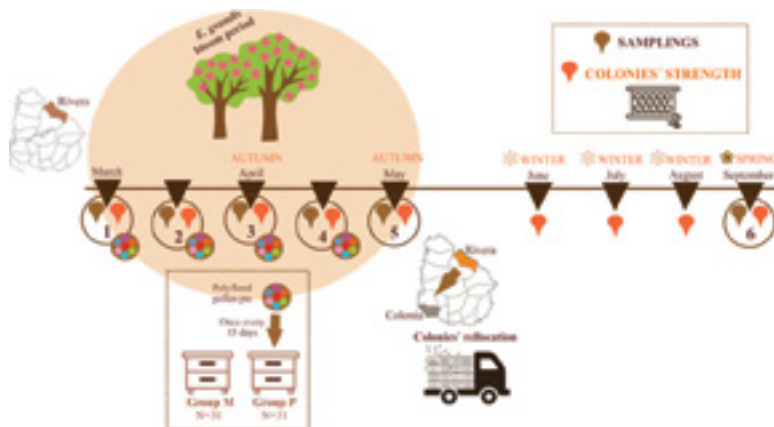 E. grandis
bloom period
SAMPLINGS
COLONIES' STRENGTH
Rivera
March
AUTUMN
April
AUTUMN
May
WINTER
June
WINTER
July
WINTER
August
SPRING
September
1
2
3
4
5
6
Polyfloral
pollen pie
Once every
15 days
Group M
N=31
Group P
N=31
Rivera
Colonia
Colonies' rellocation